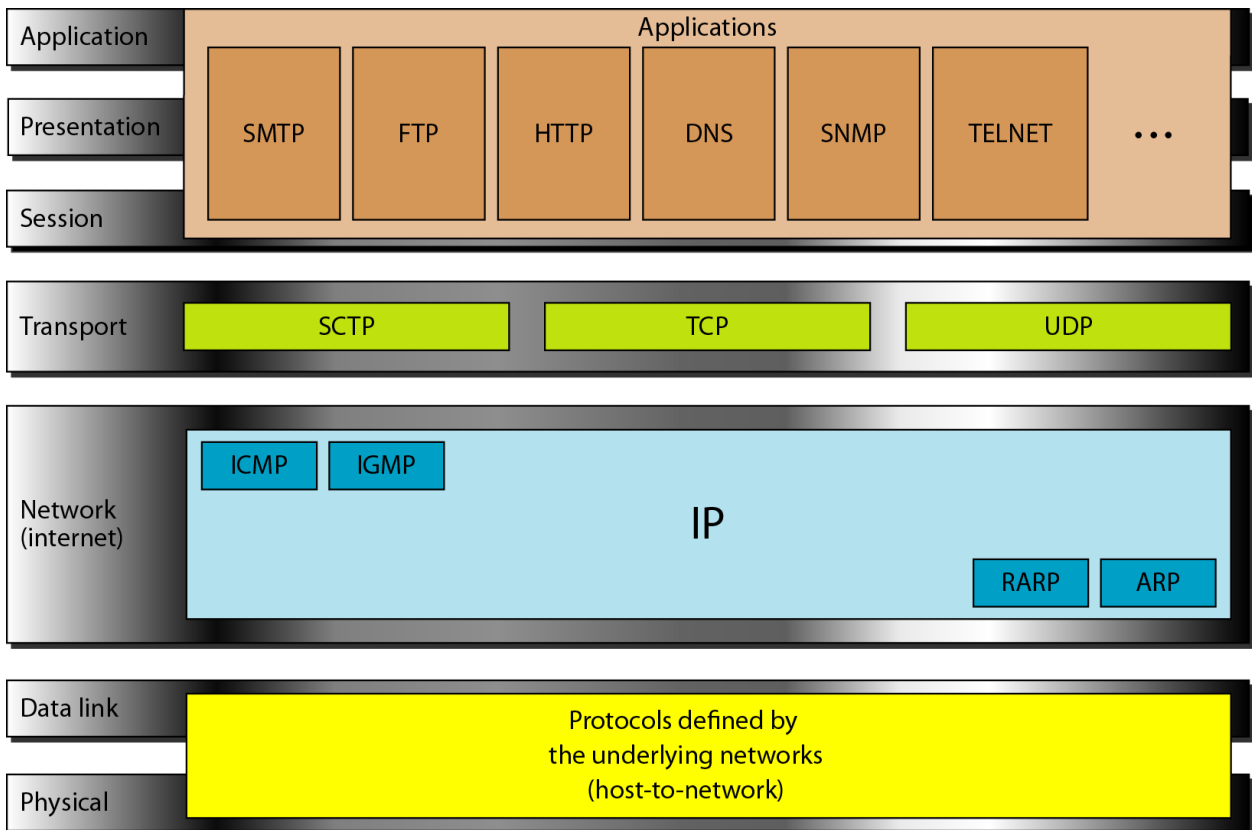 Application
Applications
Presentation
SMTP
FTP
HTTP
DNS
SNMP
TELNET
...
Session
Transport
SCTP
TCP
UDP
Network
(internet)
ICMP
IGMP
IP
RARP
ARP
Data link
Protocols defined by
the underlying networks
(host-to-network)
Physical